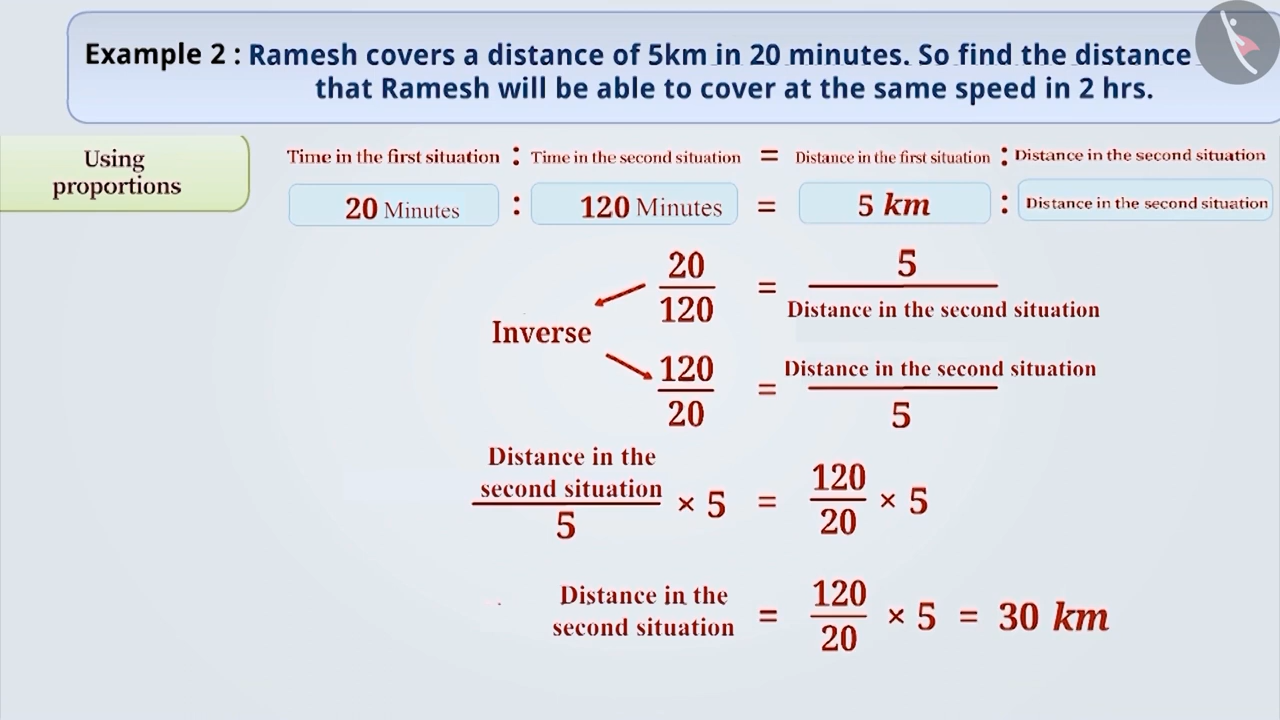 Example 2 : Ramesh covers a distance of 5km in 20 minutes. So find the distance
that Ramesh will be able to cover at the same speed in 2 hrs.
Using
proportions
Time in the first situation : Time in the second situation = Distance in the first situation : Distance in the second situation
20 Minutes : 120 Minutes = 5 km : Distance in the second situation
20
120
=
5
Distance in the second situation
Inverse
120
20
=
Distance in the second situation
5
Distance in the
second situation
5
× 5
=
120
20
× 5
Distance in the
second situation
=
120
20
× 5 = 30 km